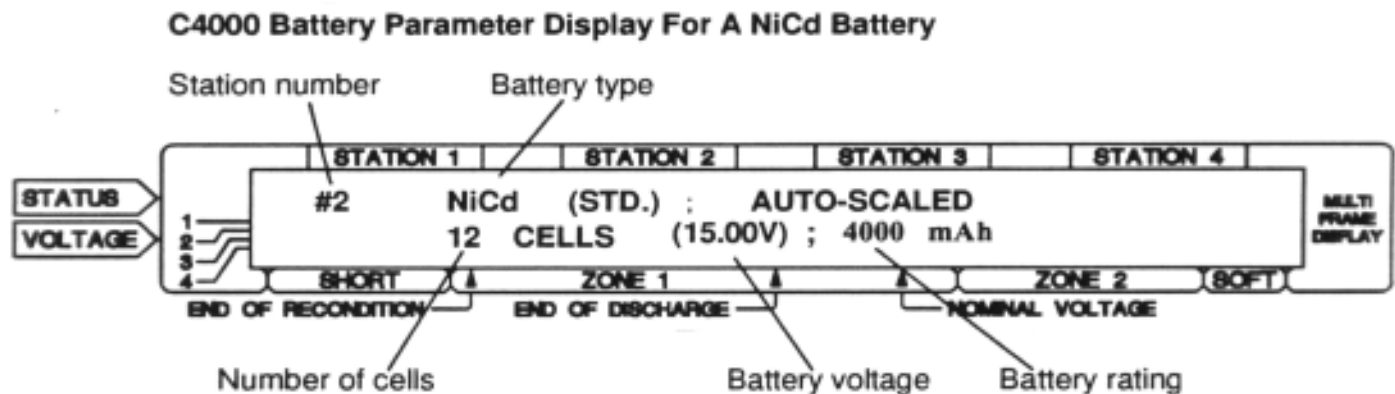 C4000 Battery Parameter Display For A NiCd Battery
Station number Battery type
STATION 1 STATION 2 STATION 3 STATION 4
STATUS #2 NiCd (STD.) ; AUTO-SCALED
VOLTAGE 12 CELLS (15.00V) ; 4000 mAh
1
2
3
4
MULTI
FRAME
DISPLAY
SHORT ZONE 1 ZONE 2 SOFT
END OF RECONDITION END OF DISCHARGE NOMINAL VOLTAGE
Number of cells Battery voltage Battery rating